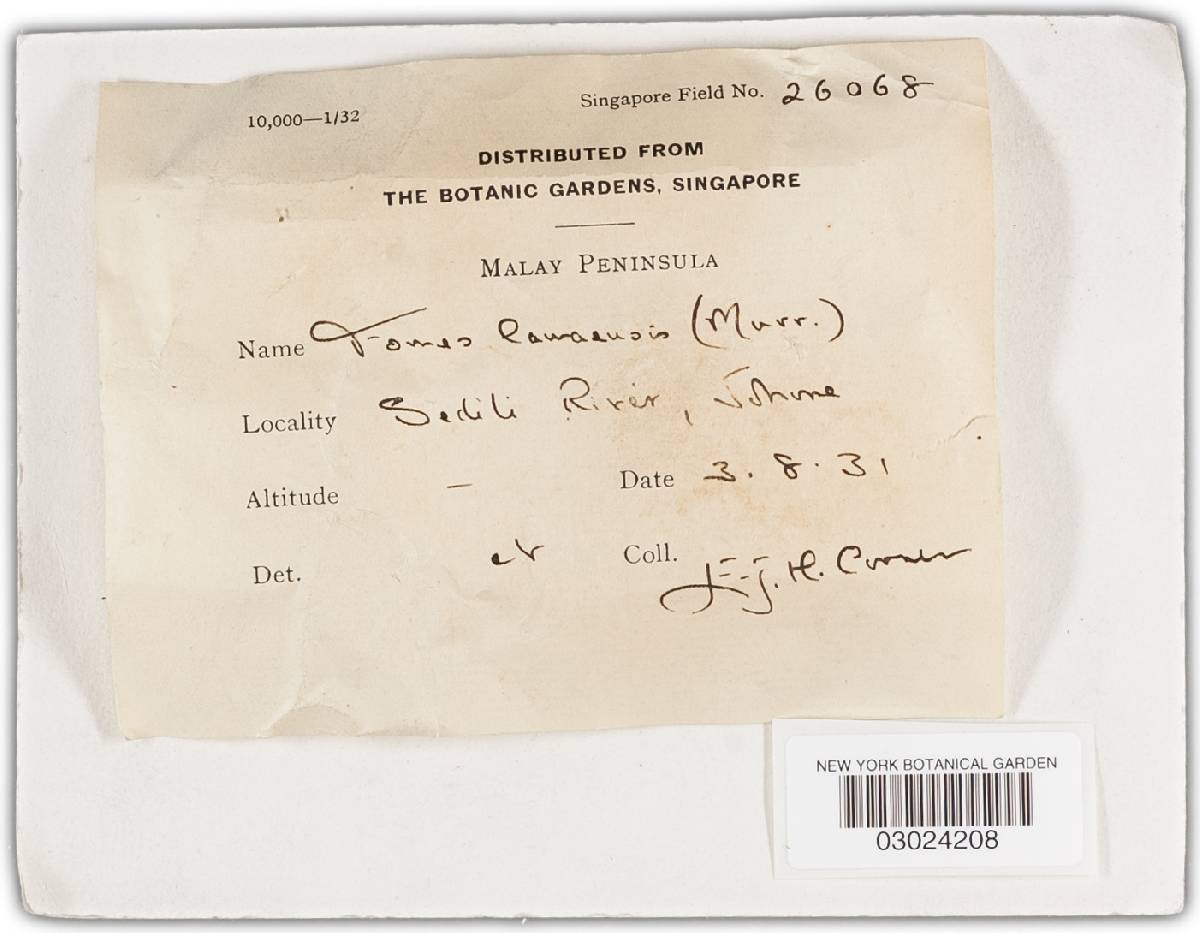 10,000—1/32
Singapore Field No. 26068
DISTRIBUTED FROM
THE BOTANIC GARDENS, SINGAPORE
MALAY PENINSULA
Name Fomes lamaensis (Murr.)
Locality Sedili River, Johore
Altitude — Date 3.8.31
Det. Coll. E.J.H. Corner
NEW YORK BOTANICAL GARDEN
03024208